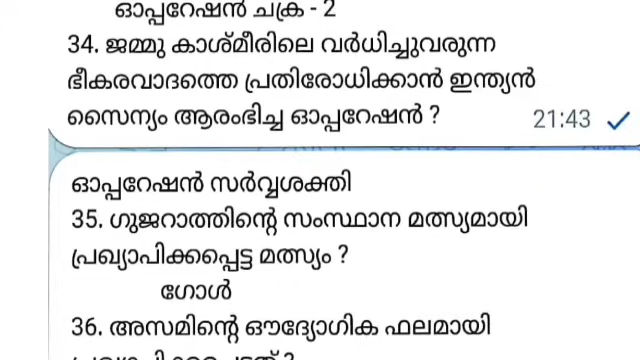 ഓപ്പറേഷൻ ചക്ര - 2
34. ജമ്മു കാശ്മീരിലെ വർധിച്ചുവരുന്ന
ഭീകരവാദത്തെ പ്രതിരോധിക്കാൻ ഇന്ത്യൻ
സൈന്യം ആരംഭിച്ച ഓപ്പറേഷൻ ?
21:43
ഓപ്പറേഷൻ സർവ്വശക്തി
35. ഗുജറാത്തിന്റെ സംസ്ഥാന മത്സ്യമായി
പ്രഖ്യാപിക്കപ്പെട്ട മത്സ്യം ?
ഗോൾ
36. അസമിന്റെ ഔദ്യോഗിക ഫലമായി